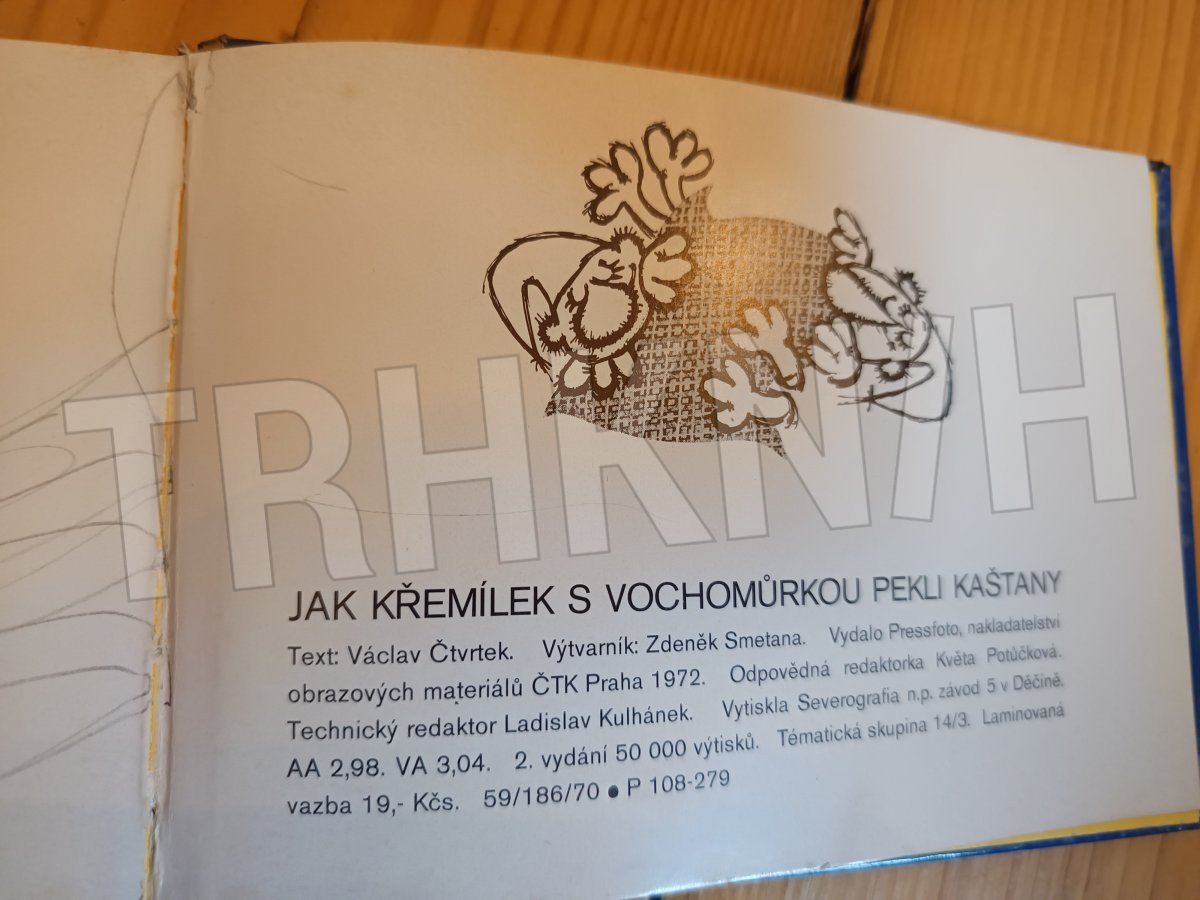 TRHKNIH
JAK KŘEMÍLEK S VOCHOMŮRKOU PEKLI KAŠTANY
Text: Václav Čtvrtek. Výtvarník: Zdeněk Smetana. Vydalo Pressfoto, nakladatelství
obrazových materiálů ČTK Praha 1972. Odpovědná redaktorka Květa Potůčková.
Technický redaktor Ladislav Kulhánek. Vytiskla Severografia n.p. závod 5 v Děčíně.
AA 2,98. VA 3,04. 2. vydání 50 000 výtisků. Tématická skupina 14/3. Laminovaná
vazba 19,- Kčs. 59/186/70 ● P 108-279